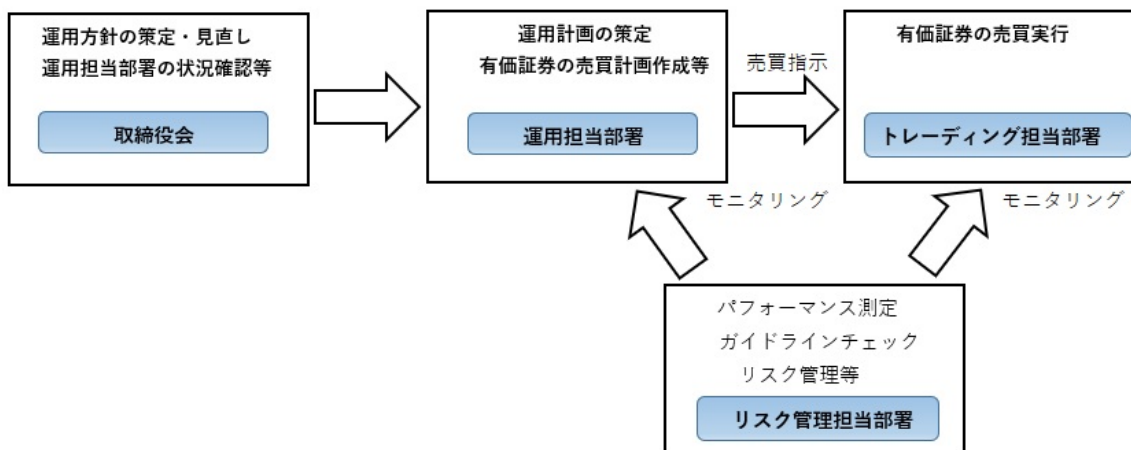 運用方針の策定・見直し
運用担当部署の状況確認等
取締役会
運用計画の策定
有価証券の売買計画作成等
運用担当部署
売買指示
有価証券の売買実行
トレーディング担当部署
モニタリング
モニタリング
パフォーマンス測定
ガイドラインチェック
リスク管理等
リスク管理担当部署